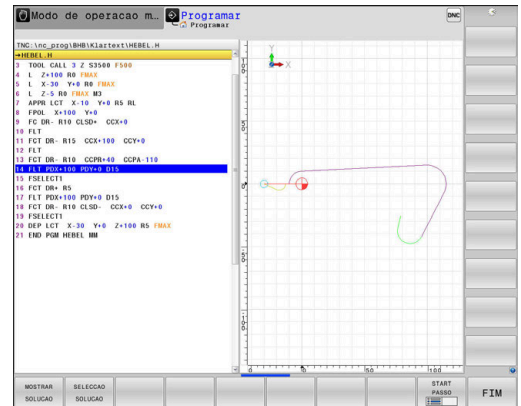 Modo de operacao m...
Programar
Programar
DNC
TNC:\nc_prog\BHB\Klartext\HEBEL.H
→HEBEL.H
3 TOOL CALL 3 Z S3500 F500
4 L Z+100 R0 FMAX
5 L X-30 Y+0 R0 FMAX
6 L Z-5 R0 FMAX M3
7 APPR LCT X-10 Y+0 R5 RL
8 FPOL X+100 Y+0
9 FC DR- R10 CLSD+ CCX+0
10 FLT
11 FCT DR- R15 CCX+100 CCY+0
12 FLT
13 FCT DR- R10 CCPR+40 CCPA-110
14 FLT PDX+100 PDY+0 D15
15 FSELECT1
16 FCT DR+ R5
17 FLT PDX+100 PDY+0 D15
18 FCT DR- R10 CLSD- CCX+0 CCY+0
19 FSELECT1
20 DEP LCT X-30 Y+0 Z+100 R5 FMAX
21 END PGM HEBEL MM
Y
X
0
50
100
MOSTRAR SOLUCAO
SELECCAO SOLUCAO
START PASSO
FIM